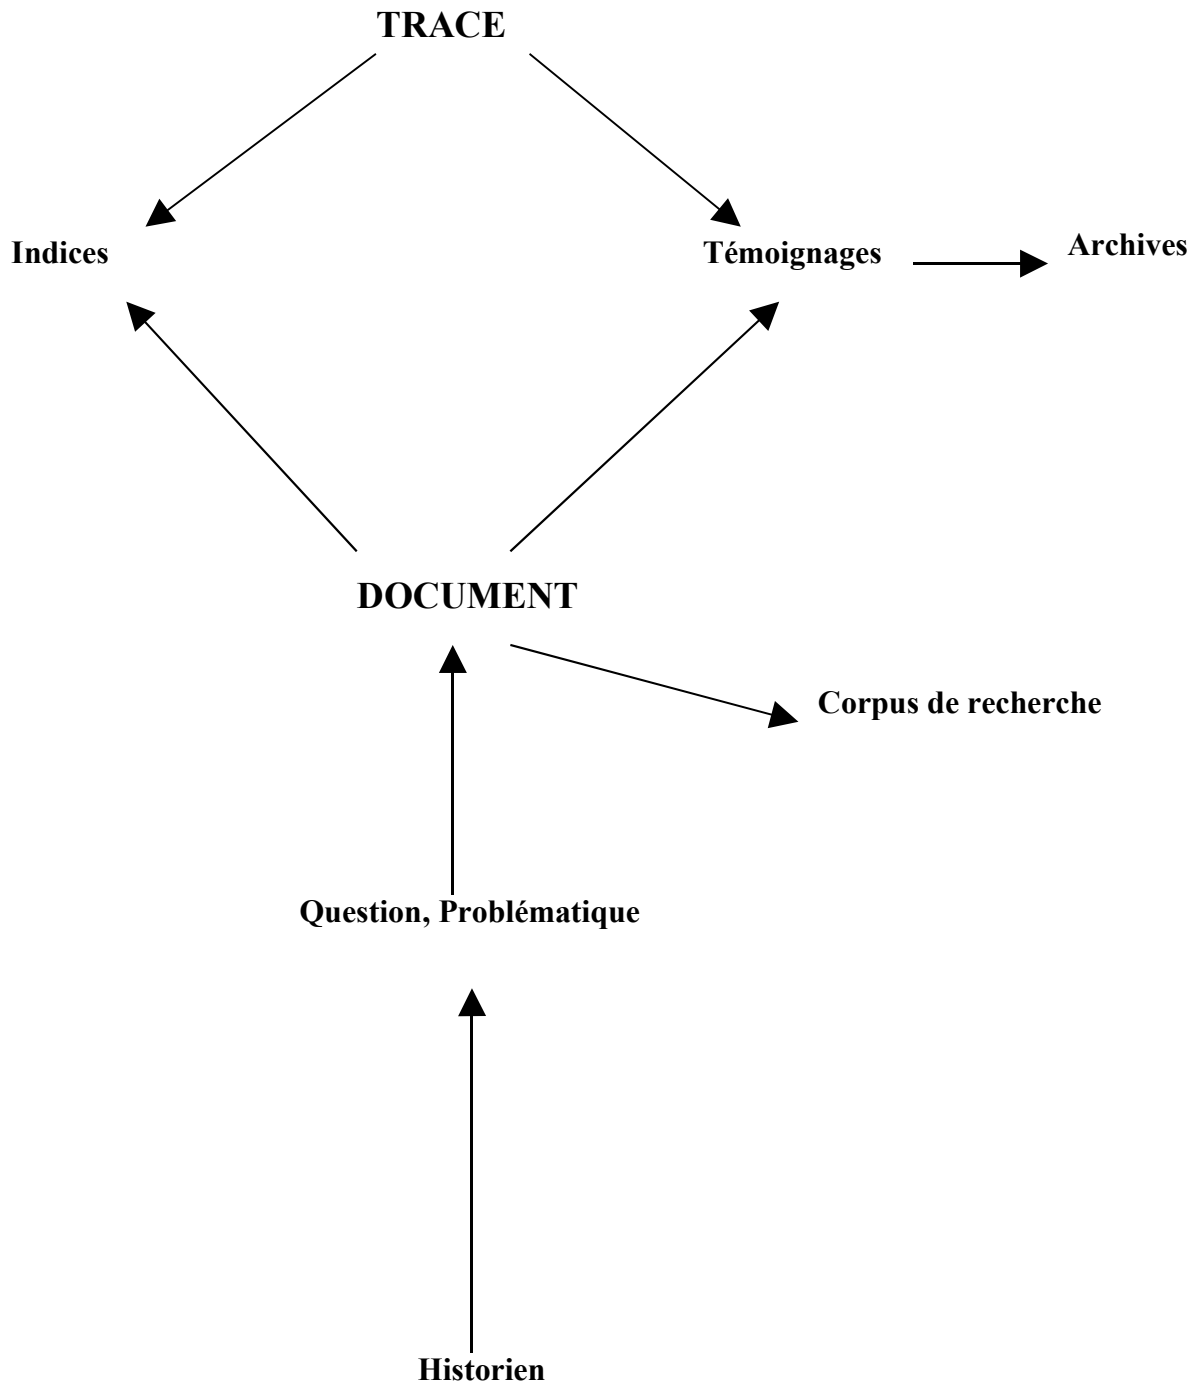 TRACE
Indices
Témoignages
Archives
DOCUMENT
Corpus de recherche
Question, Problématique
Historien